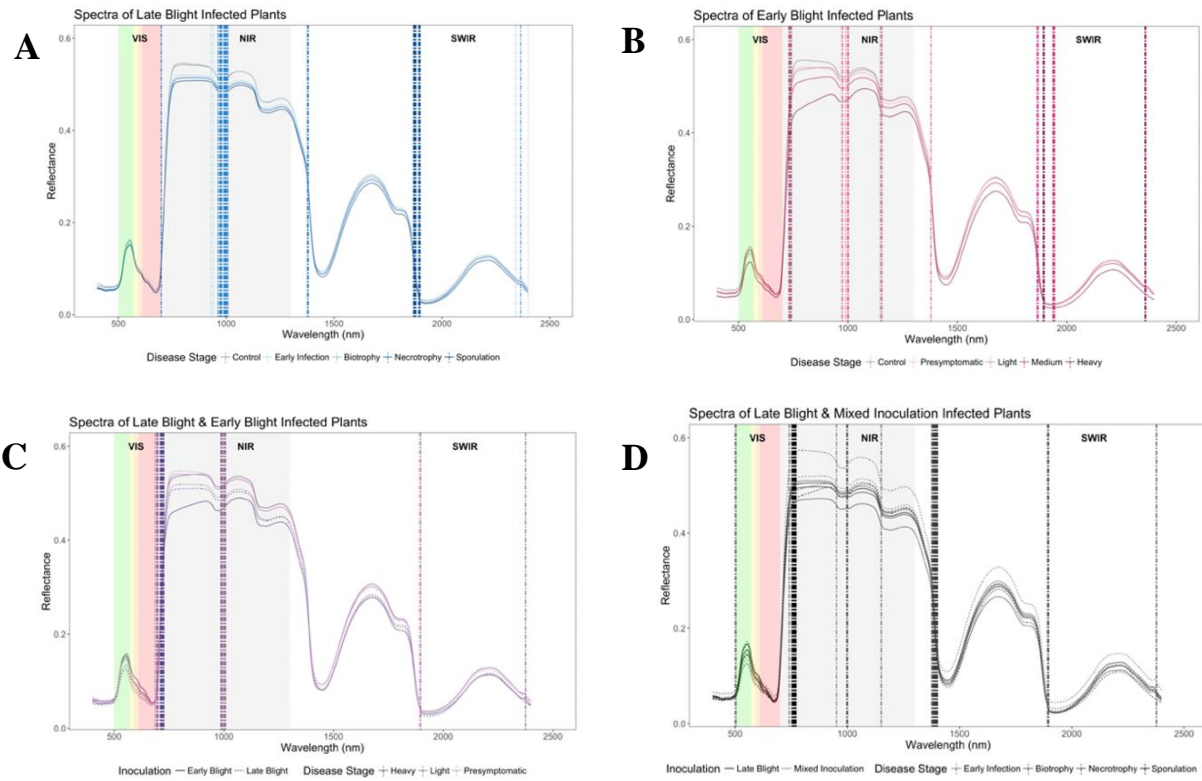 A
Spectra of Late Blight Infected Plants
VIS
NIR
SWIR
0.6
0.4
0.2
0.0
Reflectance
500
1000
1500
2000
2500
Wavelength (nm)
Disease Stage Control Early Infection Biotrophy Necrotrophy Sporulation
B
Spectra of Early Blight Infected Plants
VIS
NIR
SWIR
0.6
0.4
0.2
0.0
Reflectance
500
1000
1500
2000
2500
Wavelength (nm)
Disease Stage Control Presymptomatic Light Medium Heavy
C
Spectra of Late Blight & Early Blight Infected Plants
VIS
NIR
SWIR
0.6
0.4
0.2
0.0
Reflectance
500
1000
1500
2000
2500
Wavelength (nm)
Inoculation Early Blight Late Blight Disease Stage Heavy Light Presymptomatic
D
Spectra of Late Blight & Mixed Inoculation Infected Plants
VIS
NIR
SWIR
0.6
0.4
0.2
0.0
Reflectance
500
1000
1500
2000
2500
Wavelength (nm)
Inoculation Late Blight Mixed Inoculation Disease Stage Early Infection Biotrophy Necrotrophy Sporulation